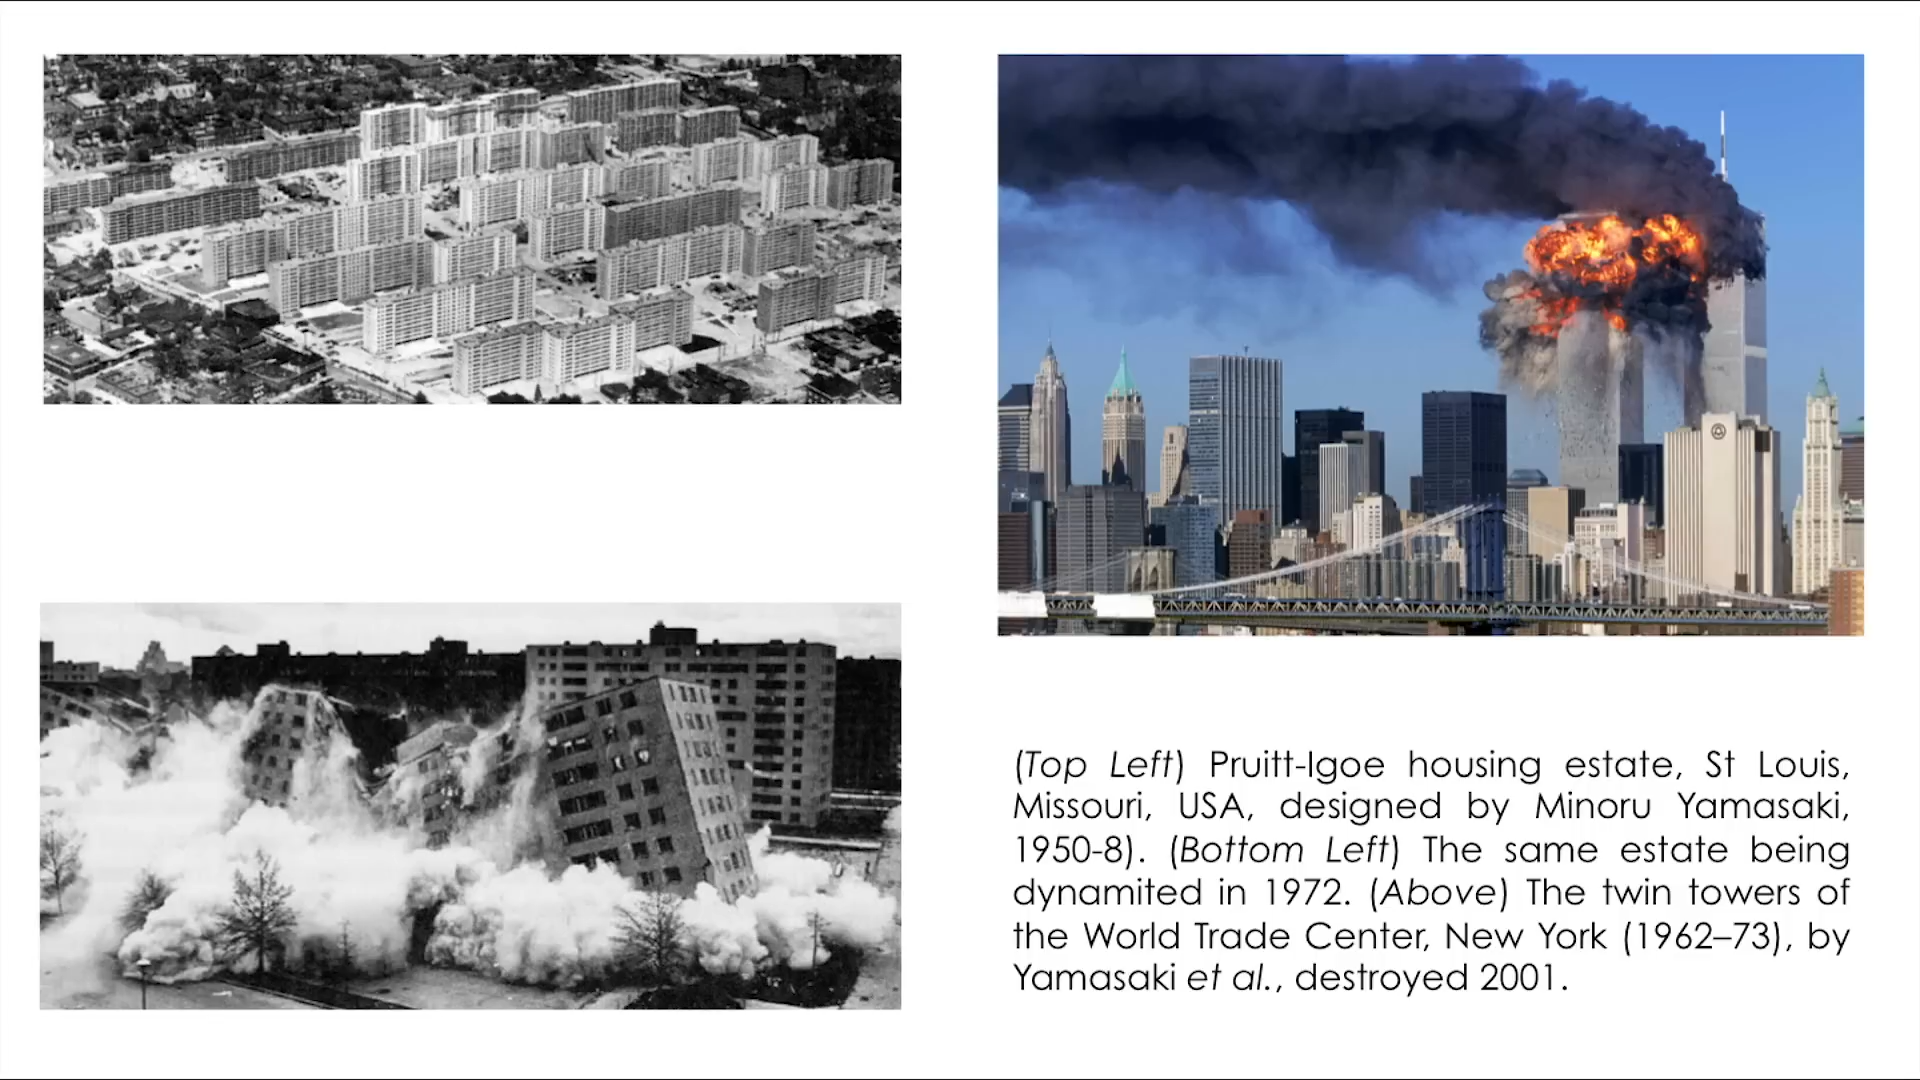 (Top Left) Pruitt-Igoe housing estate, St Louis,
Missouri, USA, designed by Minoru Yamasaki,
1950-8). (Bottom Left) The same estate being
dynamited in 1972. (Above) The twin towers of
the World Trade Center, New York (1962–73), by
Yamasaki et al., destroyed 2001.